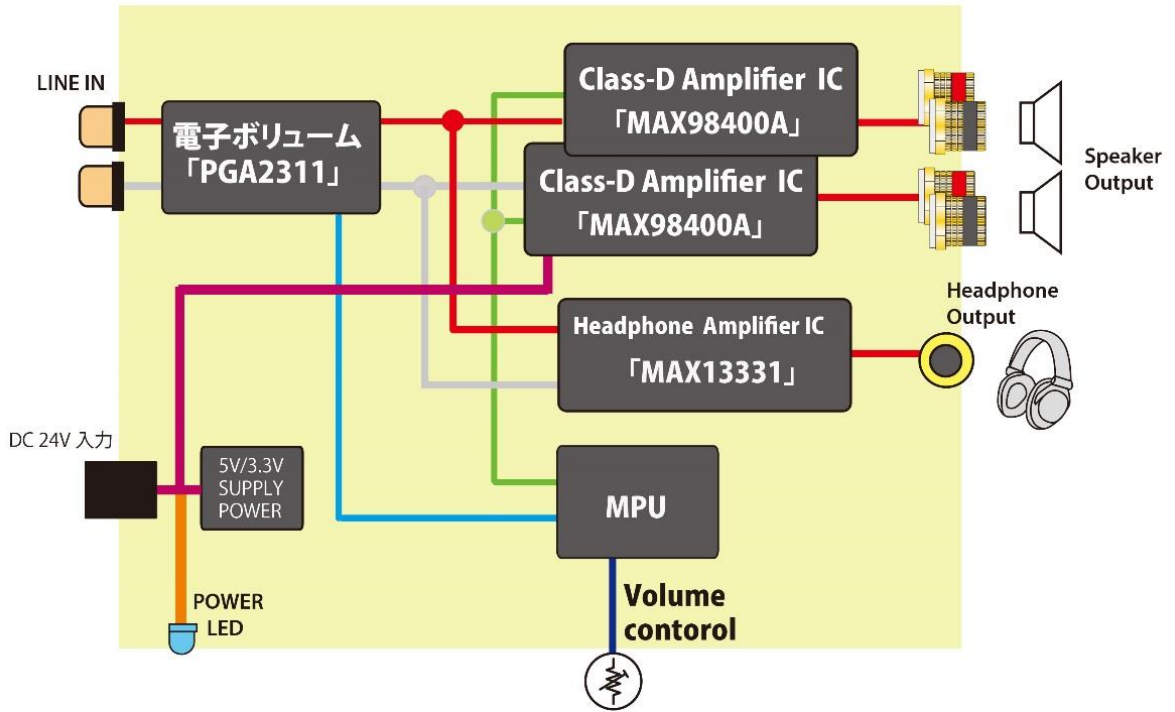 LINE IN
電子ボリューム
「PGA2311」
Class-D Amplifier IC
「MAX98400A」
Class-D Amplifier IC
「MAX98400A」
Speaker
Output
Headphone Amplifier IC
「MAX13331」
Headphone
Output
DC 24V 入力
5V/3.3V
SUPPLY
POWER
MPU
POWER
LED
Volume
contorol